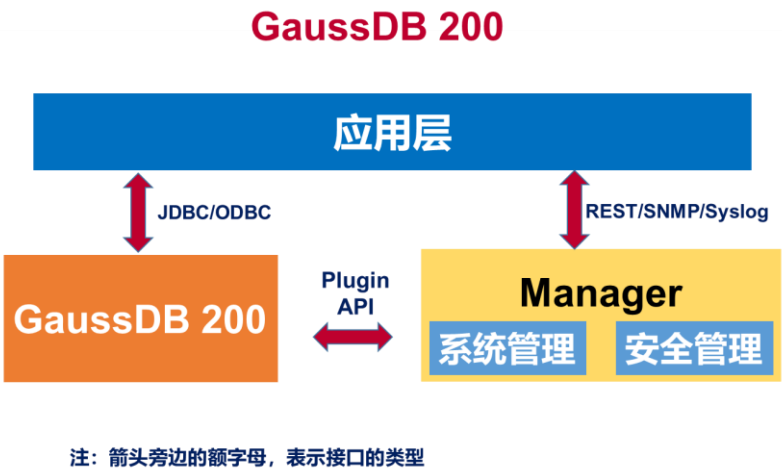 GaussDB 200
应用层
JDBC/ODBC
REST/SNMP/Syslog
GaussDB 200
Plugin
API
Manager
系统管理
安全管理
注：箭头旁边的额字母，表示接口的类型